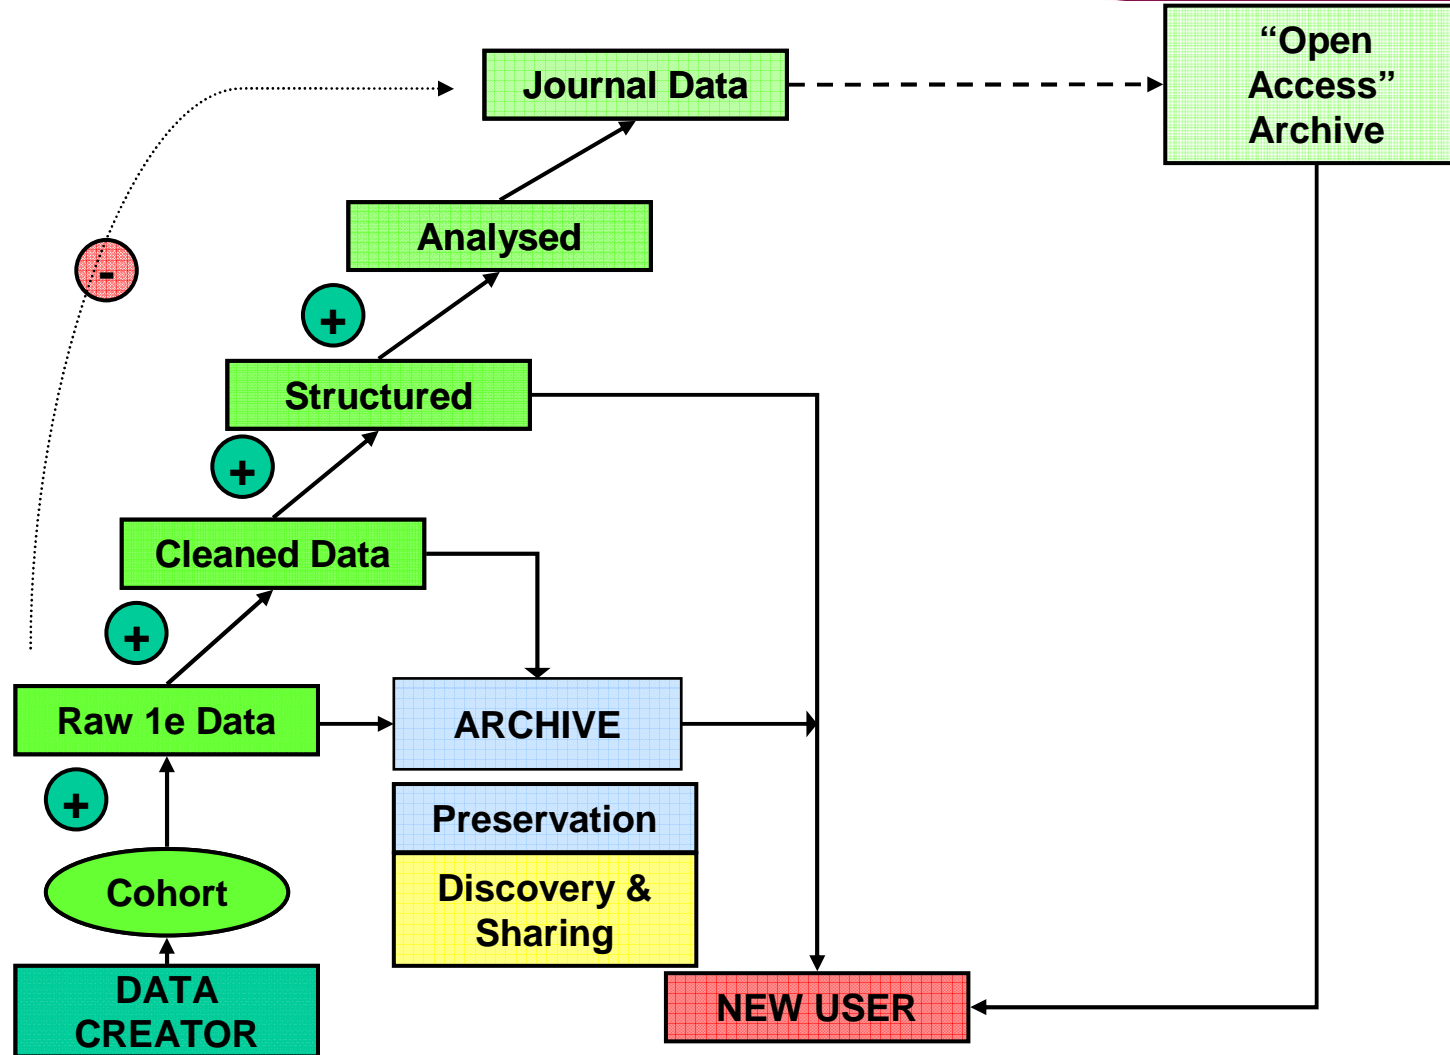 “Open
Access”
Archive
Journal Data
Analysed
-
+
Structured
+
Cleaned Data
+
Raw 1e Data
ARCHIVE
+
Preservation
Cohort
Discovery &
Sharing
DATA
CREATOR
NEW USER